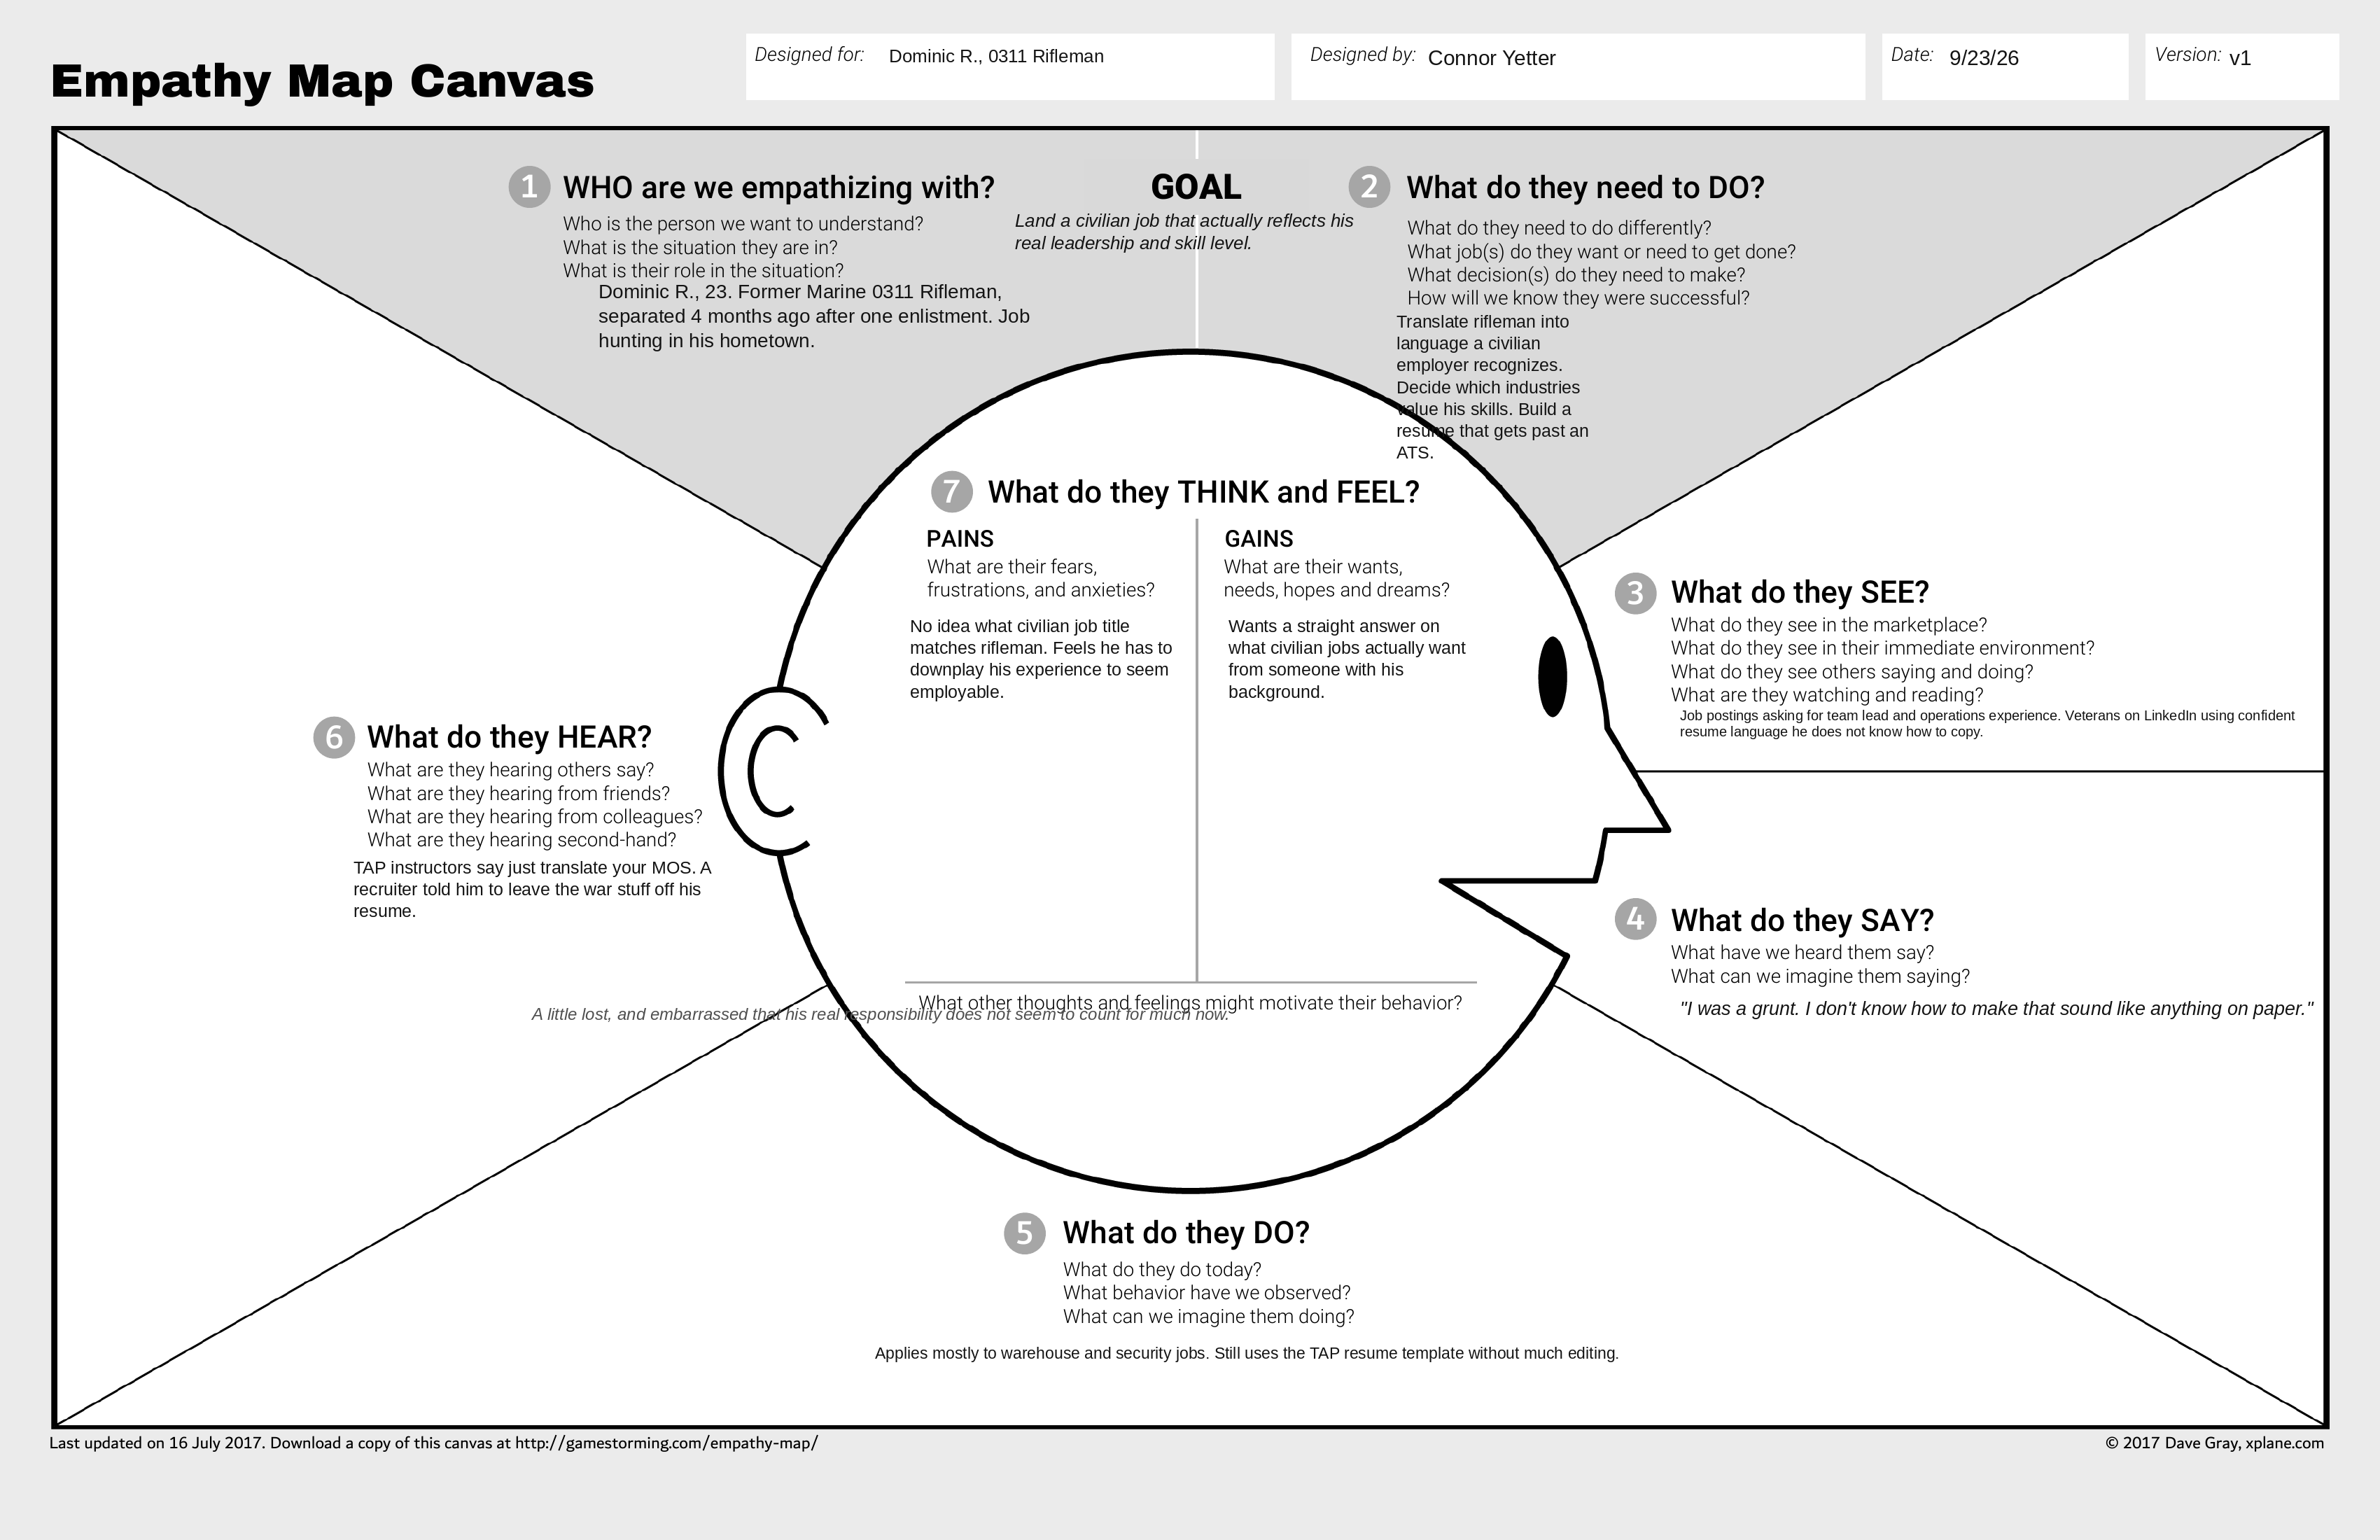 Empathy Map Canvas
Designed for: Dominic R., 0311 Rifleman
Designed by: Connor Yetter
Date: 9/23/26
Version: v1
1 WHO are we empathizing with?
Who is the person we want to understand?
What is the situation they are in?
What is their role in the situation?
Dominic R., 23. Former Marine 0311 Rifleman,
separated 4 months ago after one enlistment. Job
hunting in his hometown.
GOAL
Land a civilian job that actually reflects his
real leadership and skill level.
2 What do they need to DO?
What do they need to do differently?
What job(s) do they want or need to get done?
What decision(s) do they need to make?
How will we know they were successful?
Translate rifleman into
language a civilian
employer recognizes.
Decide which industries
value his skills. Build a
resume that gets past an
ATS.
7 What do they THINK and FEEL?
PAINS
What are their fears,
frustrations, and anxieties?
No idea what civilian job title
matches rifleman. Feels he has to
downplay his experience to seem
employable.
GAINS
What are their wants,
needs, hopes and dreams?
Wants a straight answer on
what civilian jobs actually want
from someone with his
background.
3 What do they SEE?
What do they see in the marketplace?
What do they see in their immediate environment?
What do they see others saying and doing?
What are they watching and reading?
Job postings asking for team lead and operations experience. Veterans on LinkedIn using confident
resume language he does not know how to copy.
6 What do they HEAR?
What are they hearing others say?
What are they hearing from friends?
What are they hearing from colleagues?
What are they hearing second-hand?
TAP instructors say just translate your MOS. A
recruiter told him to leave the war stuff off his
resume.
4 What do they SAY?
What have we heard them say?
What can we imagine them saying?
"I was a grunt. I don't know how to make that sound like anything on paper."
What other thoughts and feelings might motivate their behavior?
A little lost, and embarrassed that his real responsibility does not seem to count for much now.
5 What do they DO?
What do they do today?
What behavior have we observed?
What can we imagine them doing?
Applies mostly to warehouse and security jobs. Still uses the TAP resume template without much editing.
Last updated on 16 July 2017. Download a copy of this canvas at http://gamestorming.com/empathy-map/
© 2017 Dave Gray, xplane.com